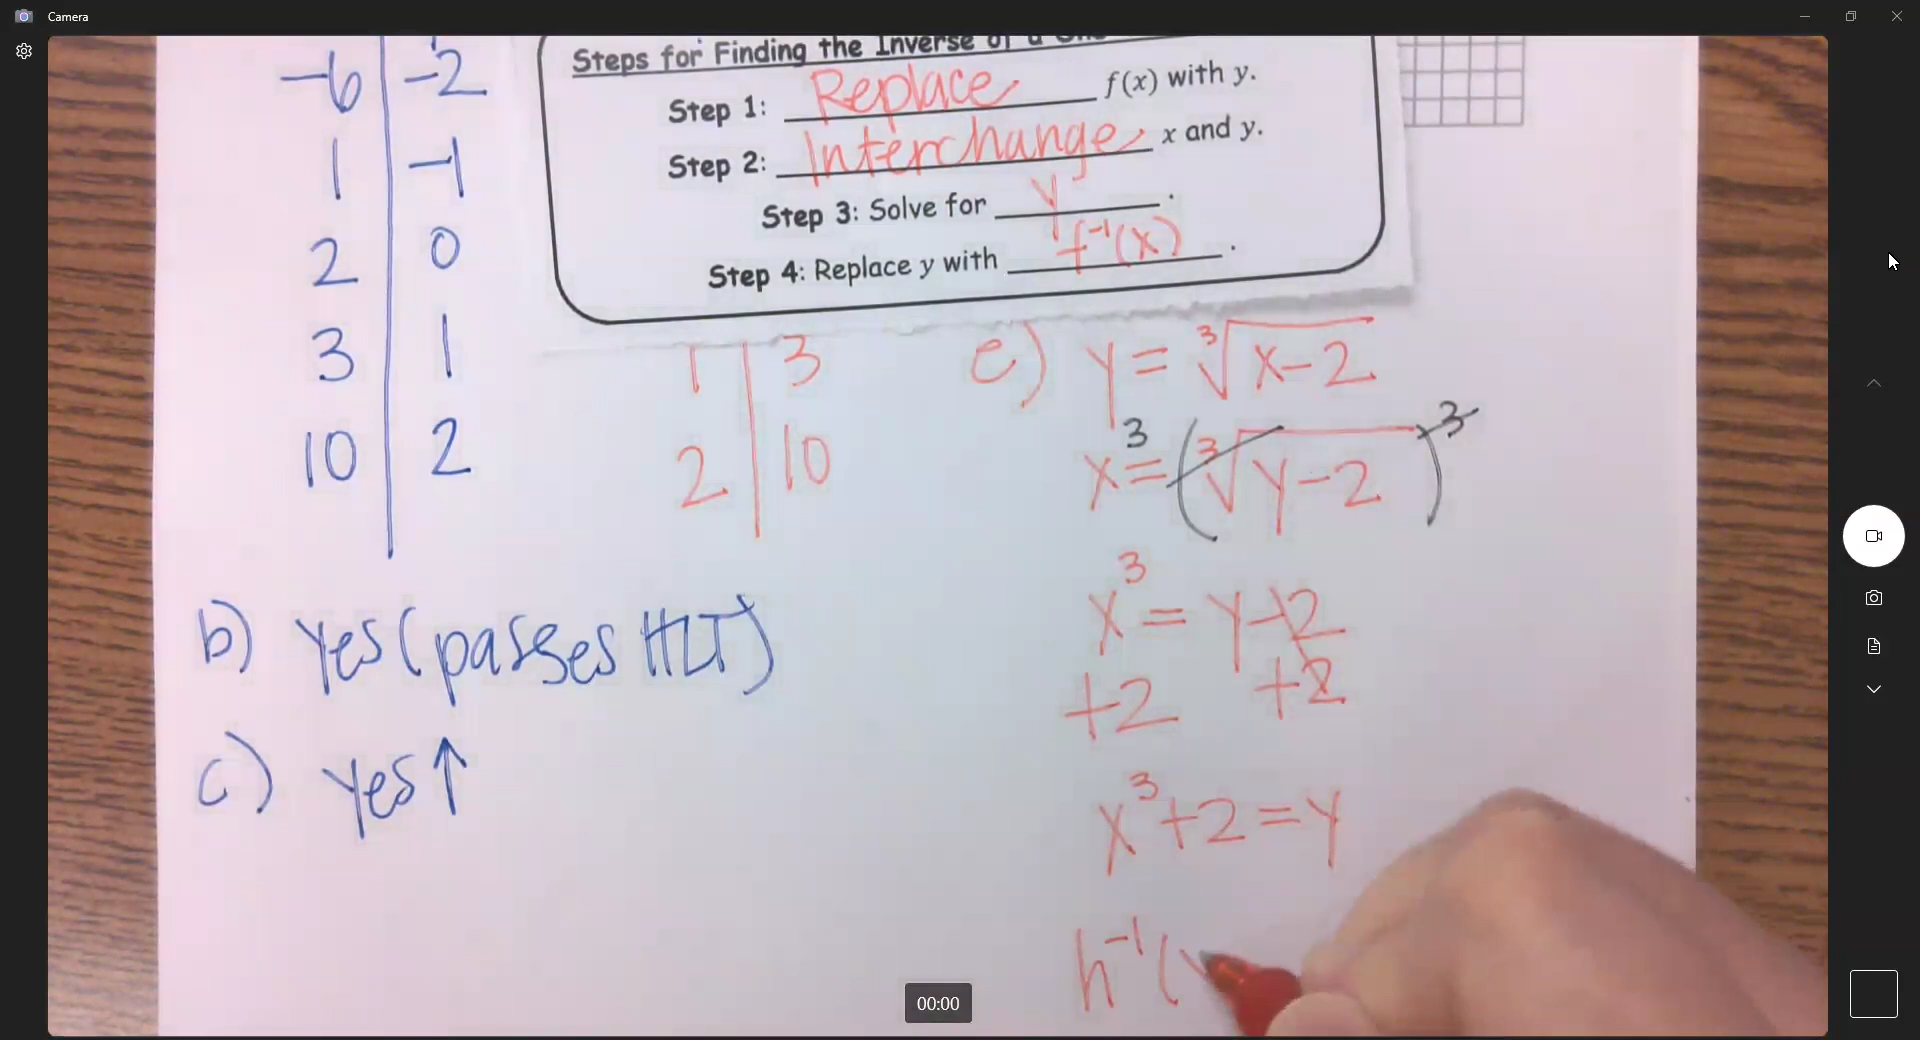 Camera
-6 | -2
1 | -1
2 | 0
3 | 1
10 | 2
Steps for Finding the Inverse of a One
Step 1: Replace f(x) with y.
Step 2: Interchange x and y.
Step 3: Solve for y.
Step 4: Replace y with f⁻¹(x).
1 | 3
2 | 10
b) yes (passes HLT)
c) yes ↑
e) y = ∛(x-2)
x³ = (∛(y-2))³
x³ = y-2
+2 +2
x³+2 = y
h⁻¹(
00:00